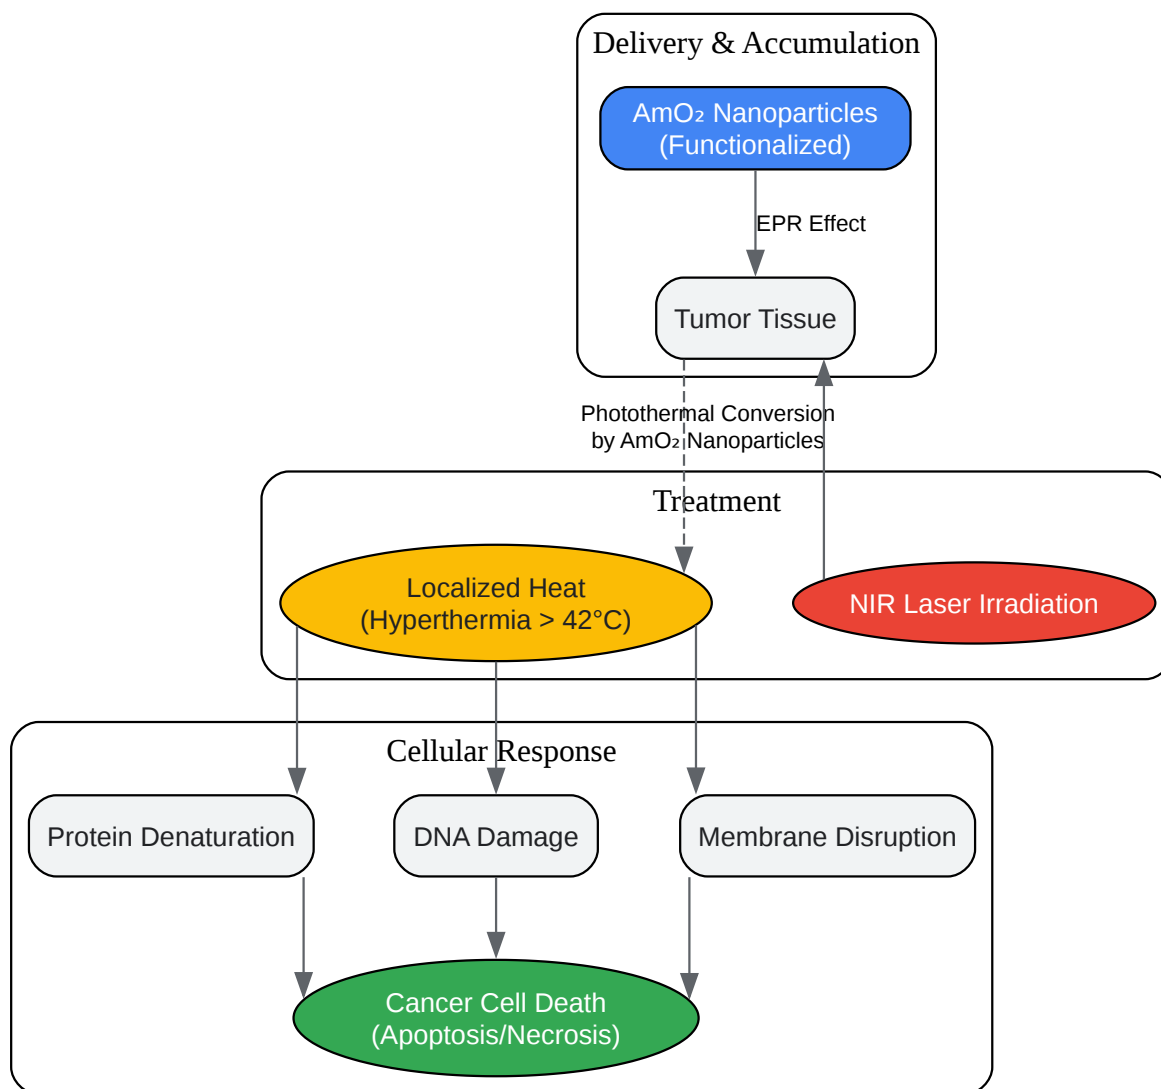 Delivery & Accumulation
AmO₂ Nanoparticles
(Functionalized)
EPR Effect
Tumor Tissue
Photothermal Conversion
by AmO₂ Nanoparticles
Treatment
Localized Heat
(Hyperthermia > 42°C)
NIR Laser Irradiation
Cellular Response
Protein Denaturation
DNA Damage
Membrane Disruption
Cancer Cell Death
(Apoptosis/Necrosis)